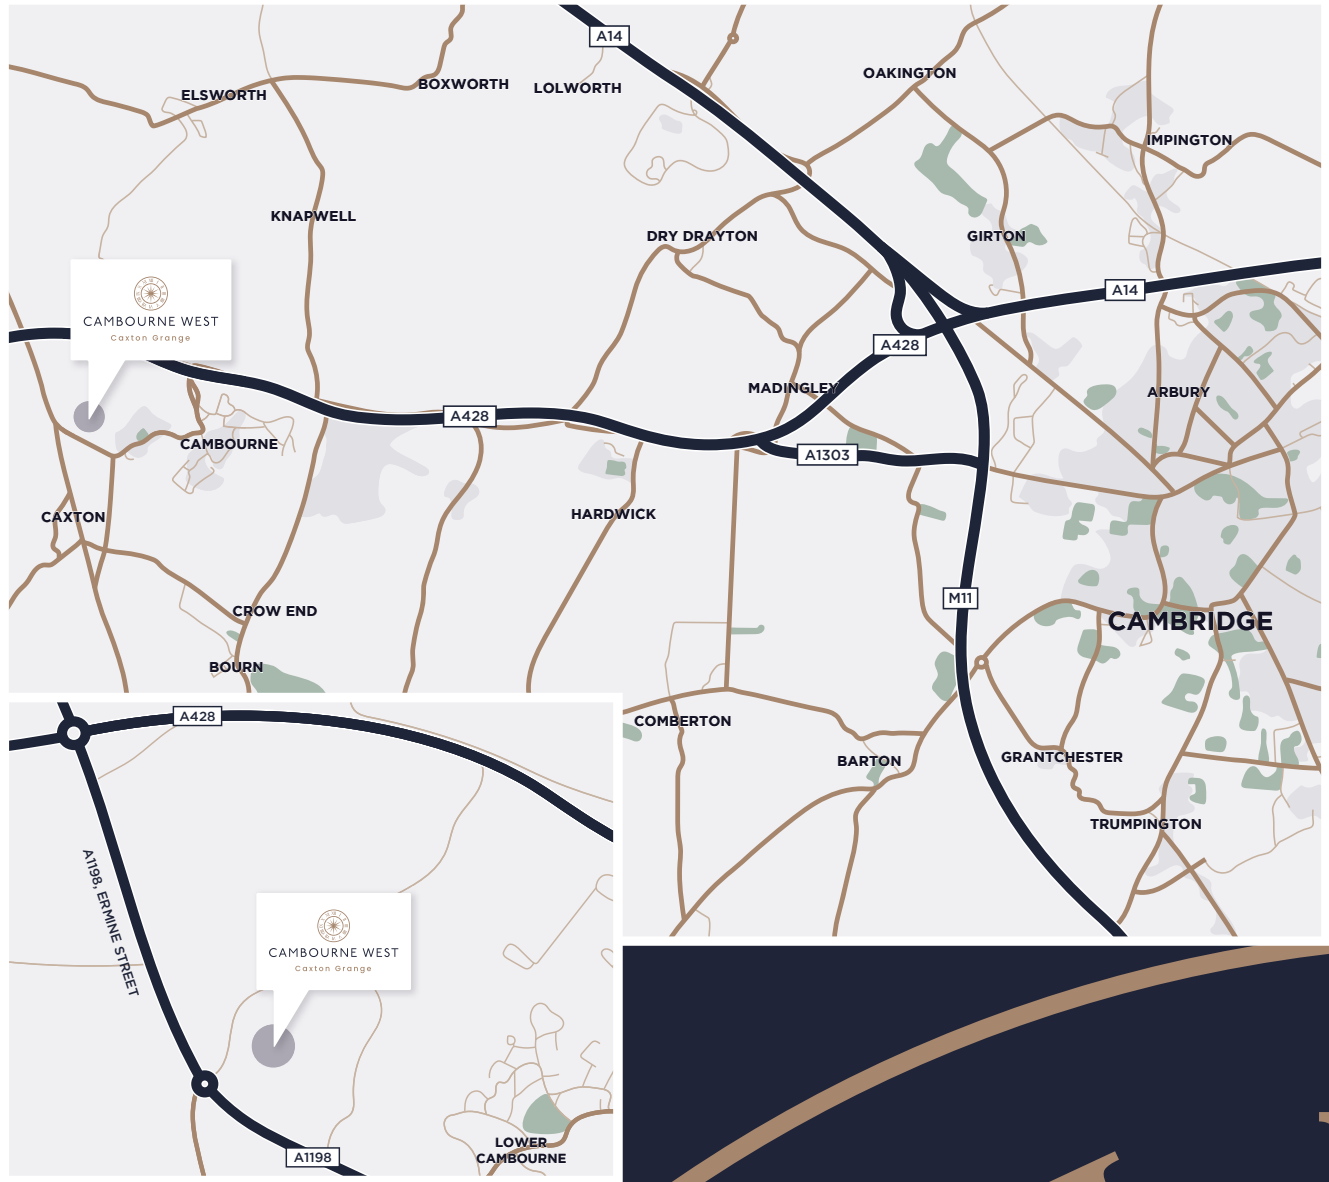 A14
OAKINGTON
BOXWORTH
LOLWORTH
ELSWORTH
IMPINGTON
KNAPWELL
DRY DRAYTON
GIRTON
A14
CAMBOURNE WEST
Caxton Grange
A428
MADINGLEY
ARBURY
A428
CAMBOURNE
A1303
CAXTON
HARDWICK
M11
CROW END
CAMBRIDGE
BOURN
COMBERTON
BARTON
GRANTCHESTER
TRUMPINGTON
A428
A1198, ERMINE STREET
CAMBOURNE WEST
Caxton Grange
LOWER
CAMBOURNE
A1198